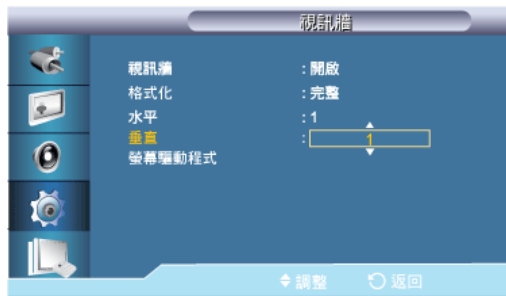 視訊牆
視訊牆 : 開啟
格式化 : 完整
水平 : 1
垂直 : 1
螢幕驅動程式
調整 返回